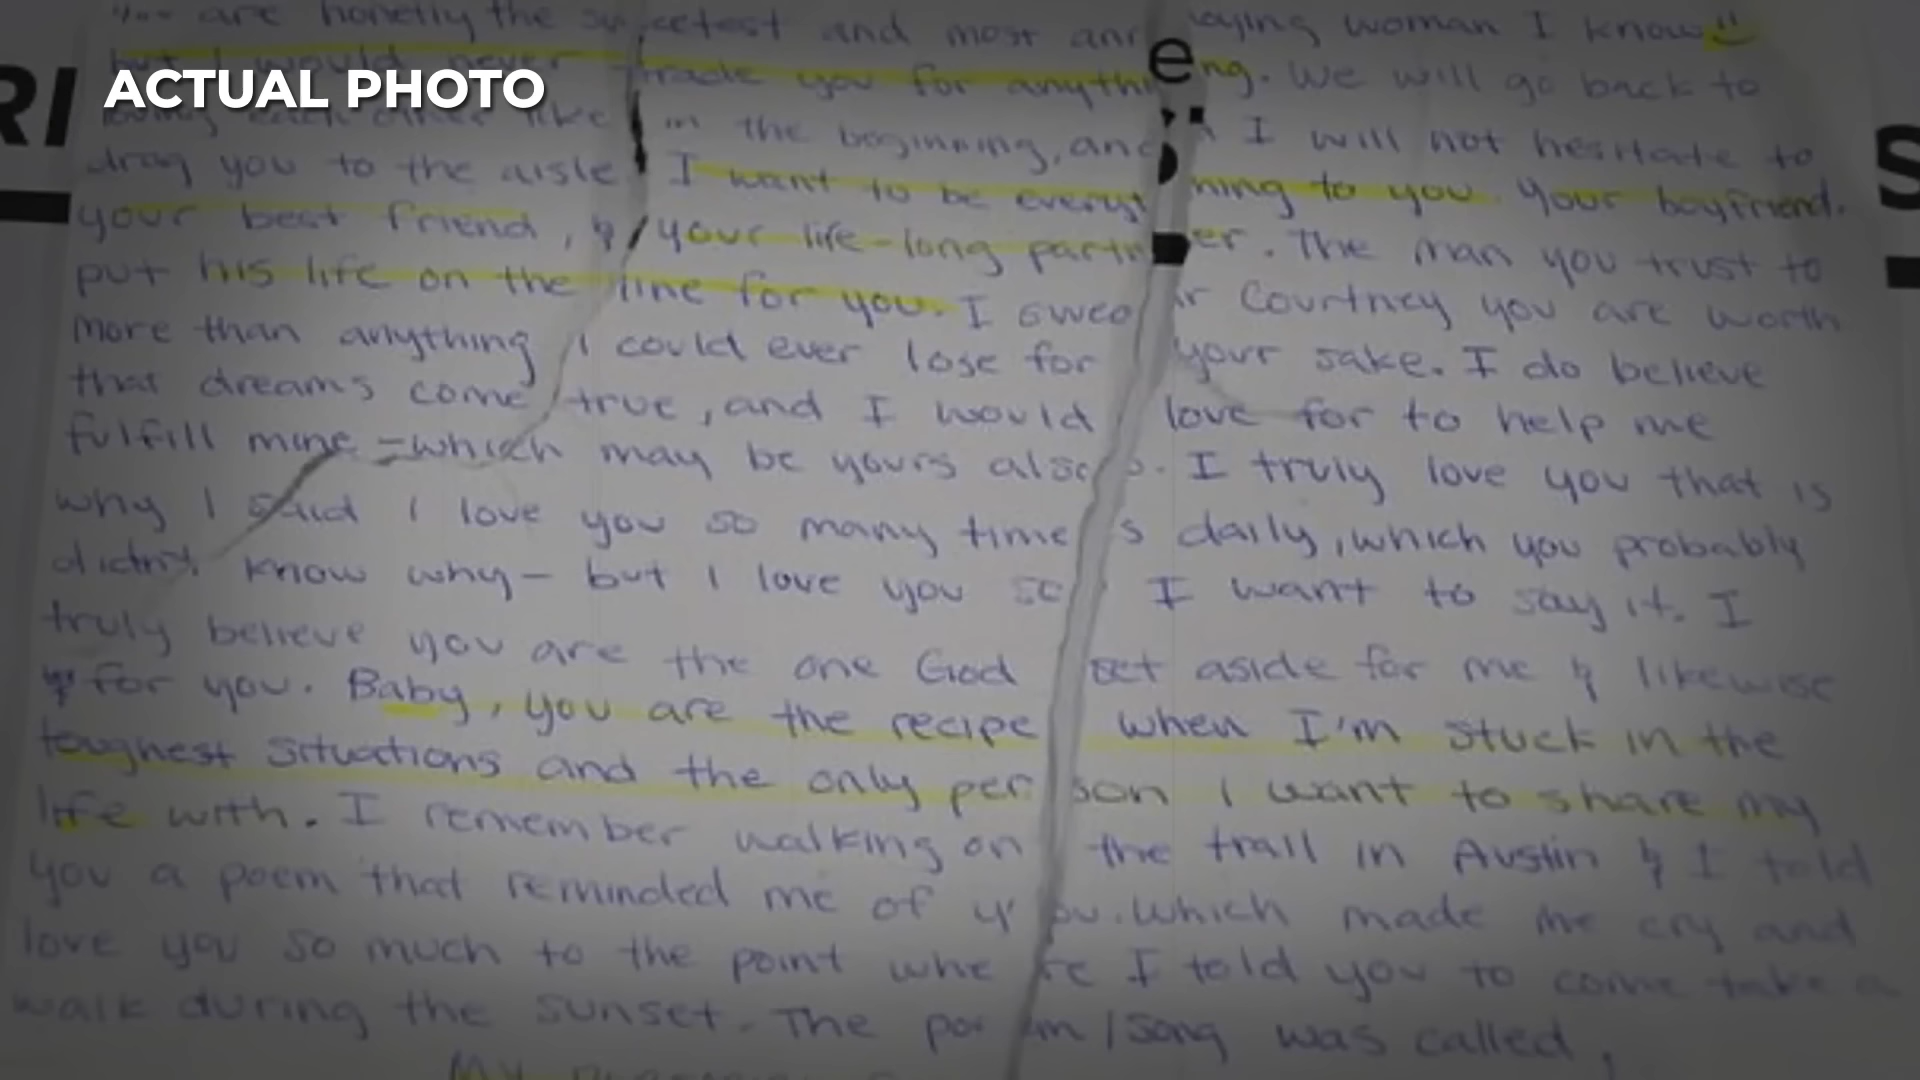 ACTUAL PHOTO
RI
e
S
You are honetly the sweetest and most annoying woman I know
but I would never trade you for anything. We will go back to
loving each other like in the beginning, and I will not hesitate to
drag you to the aisle I want to be everything to you. Your boyfriend.
your best friend, & your life-long partner. The man you trust to
put his life on the line for you. I swear Courtney you are worth
more than anything I could ever lose for your sake. I do believe
that dreams come true, and I would love for to help me
fulfill mine - which may be yours also. I truly love you that is
why I said I love you so many times daily, which you probably
didn't know why - but I love you so I want to say it. I
truly believe you are the one God set aside for me & likewise
for you. Baby, you are the recipe when I'm stuck in the
toughest situations and the only person I want to share my
life with. I remember walking on the trail in Austin & I told
you a poem that reminded me of you. Which made me cry and
love you so much to the point where I told you to come take a
walk during the sunset. The poem/song was called,
My